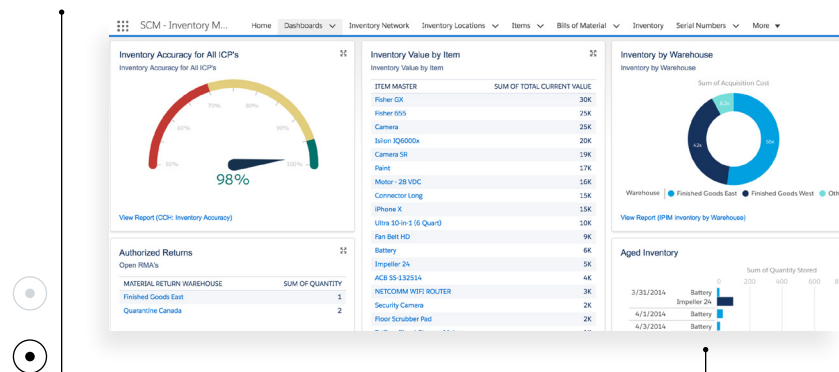 SCM - Inventory M... Home Dashboards Inventory Network Inventory Locations Items Bills of Material Inventory Serial Numbers More
Inventory Accuracy for All ICP's
Inventory Accuracy for All ICP's
50%
60%
70%
80%
90%
100%
98%
View Report (CCH: Inventory Accuracy)
Authorized Returns
Open RMA's
MATERIAL RETURN WAREHOUSE SUM OF QUANTITY
Finished Goods East 1
Quarantine Canada 2
Inventory Value by Item
Inventory Value by Item
ITEM MASTER SUM OF TOTAL CURRENT VALUE
Fisher GX 30K
Fisher 655 25K
Camera 25K
Isilon IQ6000x 20K
Camera SR 19K
Paint 17K
Motor - 28 VDC 16K
Connector Long 15K
iPhone X 15K
Ultra 10-in-1 (6 Quart) 10K
Fan Belt HD 9K
Battery 6K
Impeller 24 5K
ACB SS-132514 4K
NETCOMM WIFI ROUTER 3K
Security Camera 2K
Floor Scrubber Pad 2K
Inventory by Warehouse
Inventory by Warehouse
Sum of Acquisition Cost
42k
Warehouse Finished Goods East Finished Goods West Oth
View Report (IPIM Inventory by Warehouse)
Aged Inventory
Sum of Quantity Stored
0 200 400 600 8
3/31/2014 Battery
Impeller 24
4/1/2014 Battery
4/3/2014 Battery